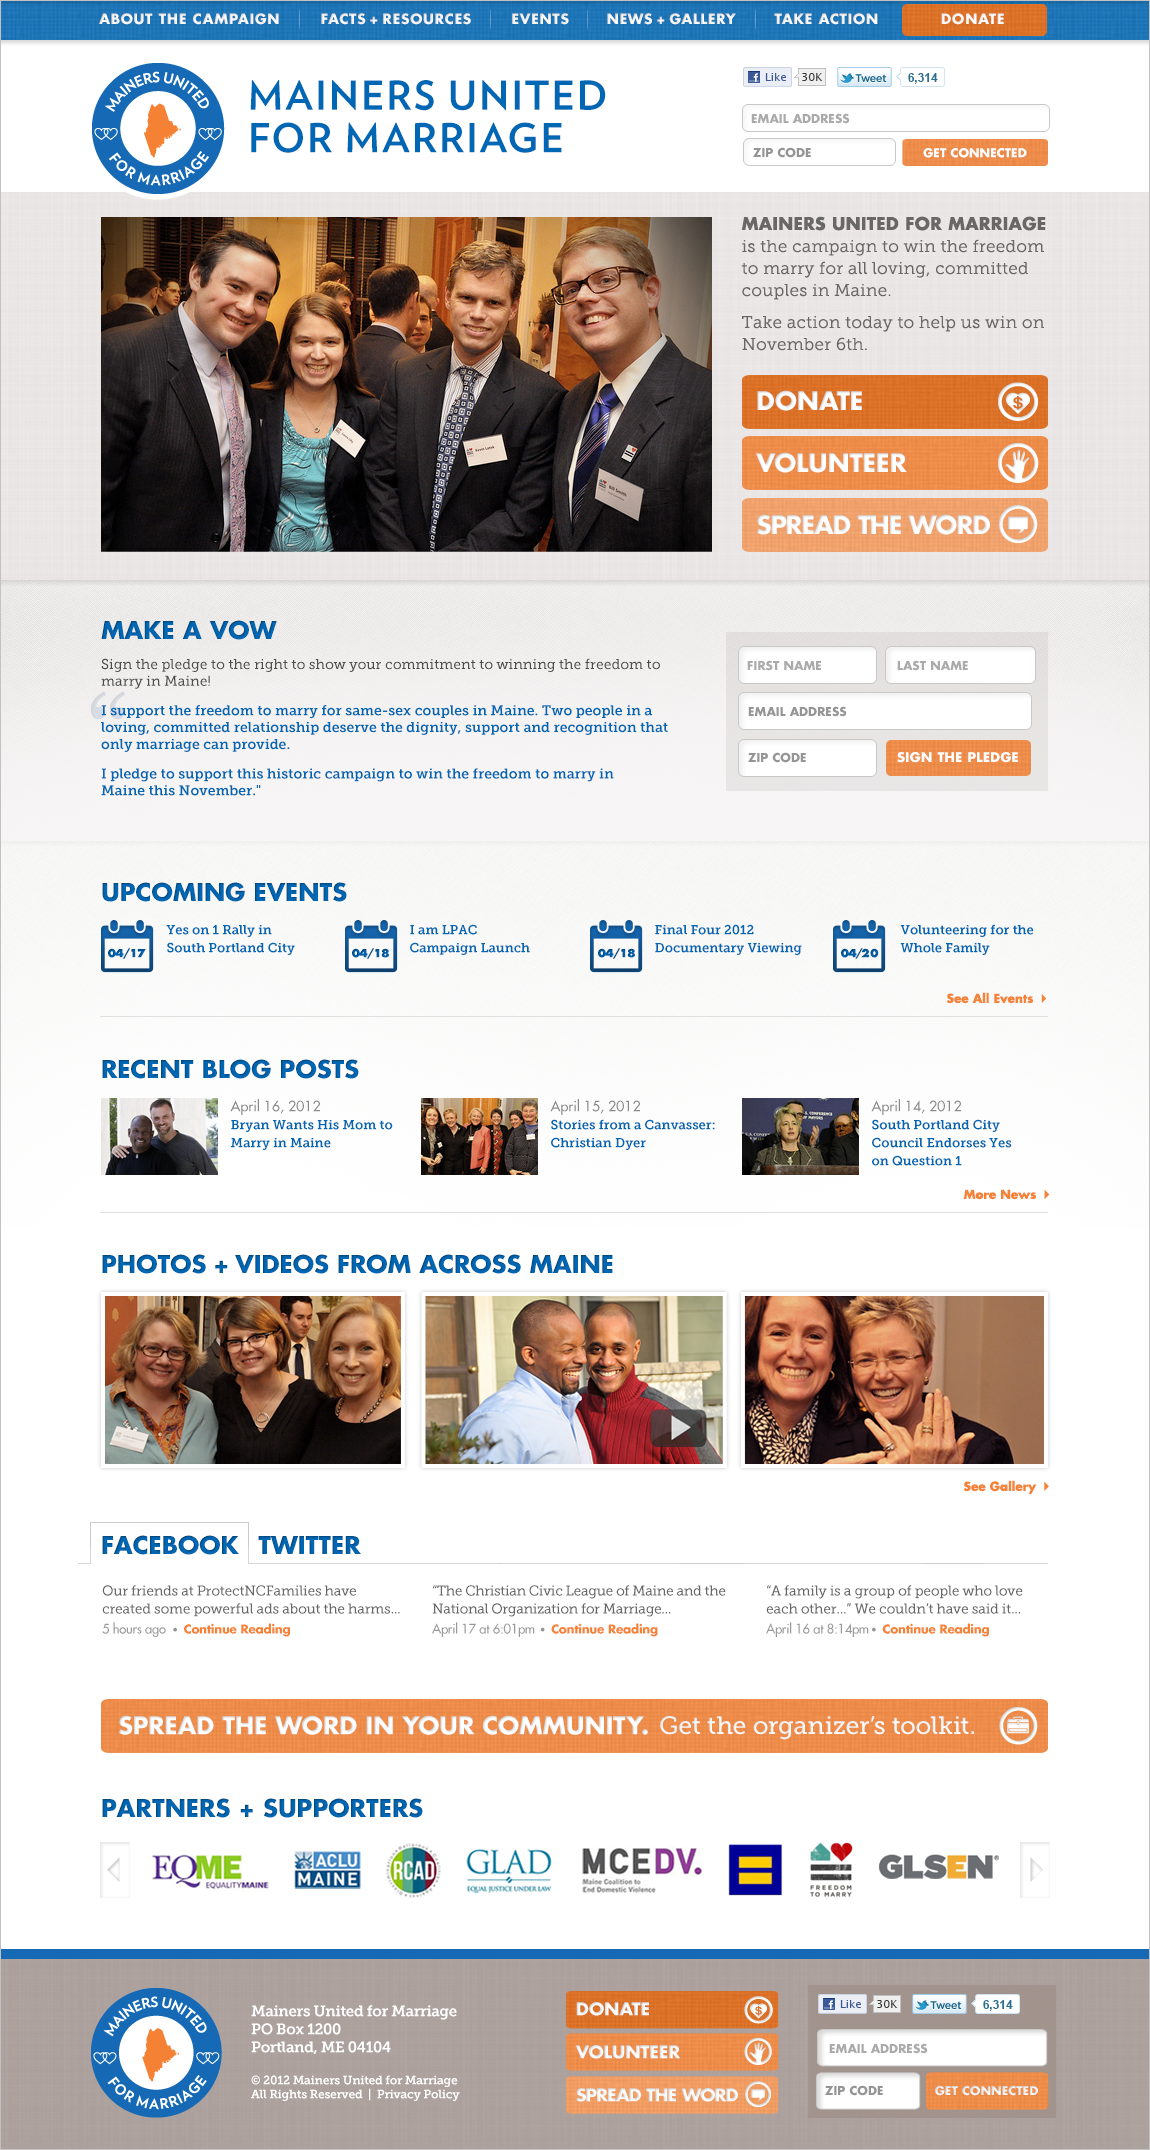 ABOUT THE CAMPAIGN
FACTS + RESOURCES
EVENTS
NEWS + GALLERY
TAKE ACTION
DONATE
MAINERS UNITED
FOR MARRIAGE
MAINERS UNITED
FOR MARRIAGE
Like 30K Tweet 6,314
EMAIL ADDRESS
ZIP CODE
GET CONNECTED
MAINERS UNITED FOR MARRIAGE
is the campaign to win the freedom
to marry for all loving, committed
couples in Maine.
Take action today to help us win on
November 6th.
DONATE
VOLUNTEER
SPREAD THE WORD
MAKE A VOW
Sign the pledge to the right to show your commitment to winning the freedom to
marry in Maine!
“
I support the freedom to marry for same-sex couples in Maine. Two people in a
loving, committed relationship deserve the dignity, support and recognition that
only marriage can provide.
I pledge to support this historic campaign to win the freedom to marry in
Maine this November."
FIRST NAME
LAST NAME
EMAIL ADDRESS
ZIP CODE
SIGN THE PLEDGE
UPCOMING EVENTS
04/17
Yes on 1 Rally in
South Portland City
04/18
I am LPAC
Campaign Launch
04/18
Final Four 2012
Documentary Viewing
04/20
Volunteering for the
Whole Family
See All Events
RECENT BLOG POSTS
April 16, 2012
Bryan Wants His Mom to
Marry in Maine
April 15, 2012
Stories from a Canvasser:
Christian Dyer
April 14, 2012
South Portland City
Council Endorses Yes
on Question 1
More News
PHOTOS + VIDEOS FROM ACROSS MAINE
See Gallery
FACEBOOK
TWITTER
Our friends at ProtectNCFamilies have
created some powerful ads about the harms...
5 hours ago • Continue Reading
“The Christian Civic League of Maine and the
National Organization for Marriage...
April 17 at 6:01pm • Continue Reading
“A family is a group of people who love
each other...” We couldn’t have said it...
April 16 at 8:14pm • Continue Reading
SPREAD THE WORD IN YOUR COMMUNITY. Get the organizer’s toolkit.
PARTNERS + SUPPORTERS
EQME
EQUALITYMAINE
ACLU
MAINE
RCAD
GLAD
EQUAL JUSTICE UNDER LAW
MCEDV.
Maine Coalition to
End Domestic Violence
FREEDOM
TO MARRY
GLSEN®
MAINERS UNITED
FOR MARRIAGE
Mainers United for Marriage
PO Box 1200
Portland, ME 04104
© 2012 Mainers United for Marriage
All Rights Reserved | Privacy Policy
DONATE
VOLUNTEER
SPREAD THE WORD
Like 30K Tweet 6,314
EMAIL ADDRESS
ZIP CODE
GET CONNECTED